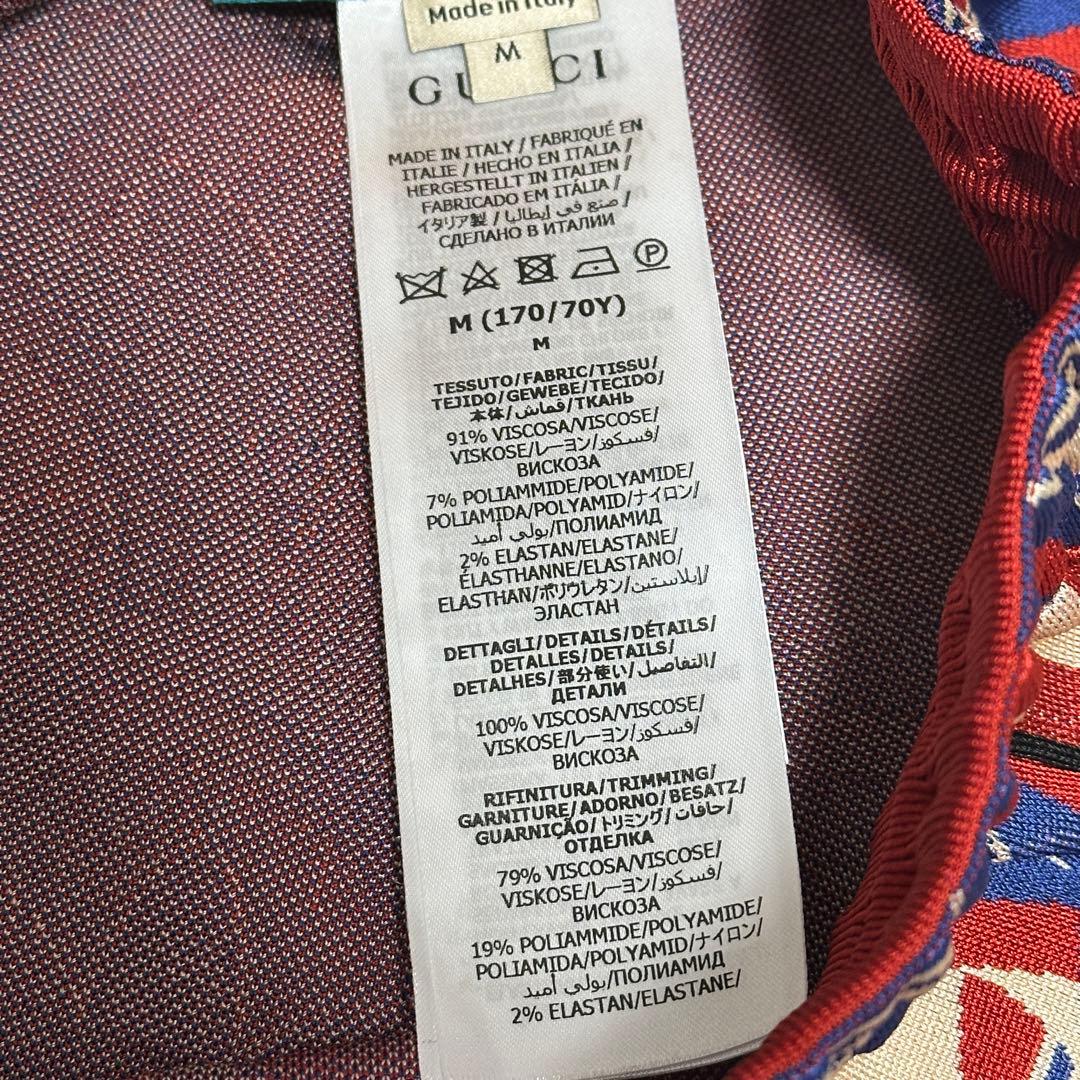 Made in Italy
M
GUCCI
MADE IN ITALY / FABRIQUÉ EN
ITALIE / HECHO EN ITALIA /
HERGESTELLT IN ITALIEN /
FABRICADO EM ITÁLIA /
イタリア製 / صنع في إيطاليا /
СДЕЛАНО В ИТАЛИИ
P
M (170/70Y)
M
TESSUTO/FABRIC/TISSU/
TEJIDO/GEWEBE/TECIDO/
本体/قماش/ТКАНЬ
91% VISCOSA/VISCOSE/
VISKOSE/レーヨン/فسكوز/
ВИСКОЗА
7% POLIAMMIDE/POLYAMIDE/
POLIAMIDA/POLYAMID/ナイロン/
بولي أميد/ПОЛИАМИД
2% ELASTAN/ELASTANE/
ÉLASTHANNE/ELASTANO/
ELASTHAN/ポリウレタン/إيلاستين/
ЭЛАСТАН
DETTAGLI/DETAILS/DÉTAILS/
DETALLES/DETAILS/
DETALHES/部分使い/التفاصيل/
ДЕТАЛИ
100% VISCOSA/VISCOSE/
VISKOSE/レーヨン/فسكوز/
ВИСКОЗА
RIFINITURA/TRIMMING/
GARNITURE/ADORNO/BESATZ/
GUARNIÇÃO/トリミング/حافات/
ОТДЕЛКА
79% VISCOSA/VISCOSE/
VISKOSE/レーヨン/فسكوز/
ВИСКОЗА
19% POLIAMMIDE/POLYAMIDE/
POLIAMIDA/POLYAMID/ナイロン/
بولي أميد/ПОЛИАМИД
2% ELASTAN/ELASTANE/